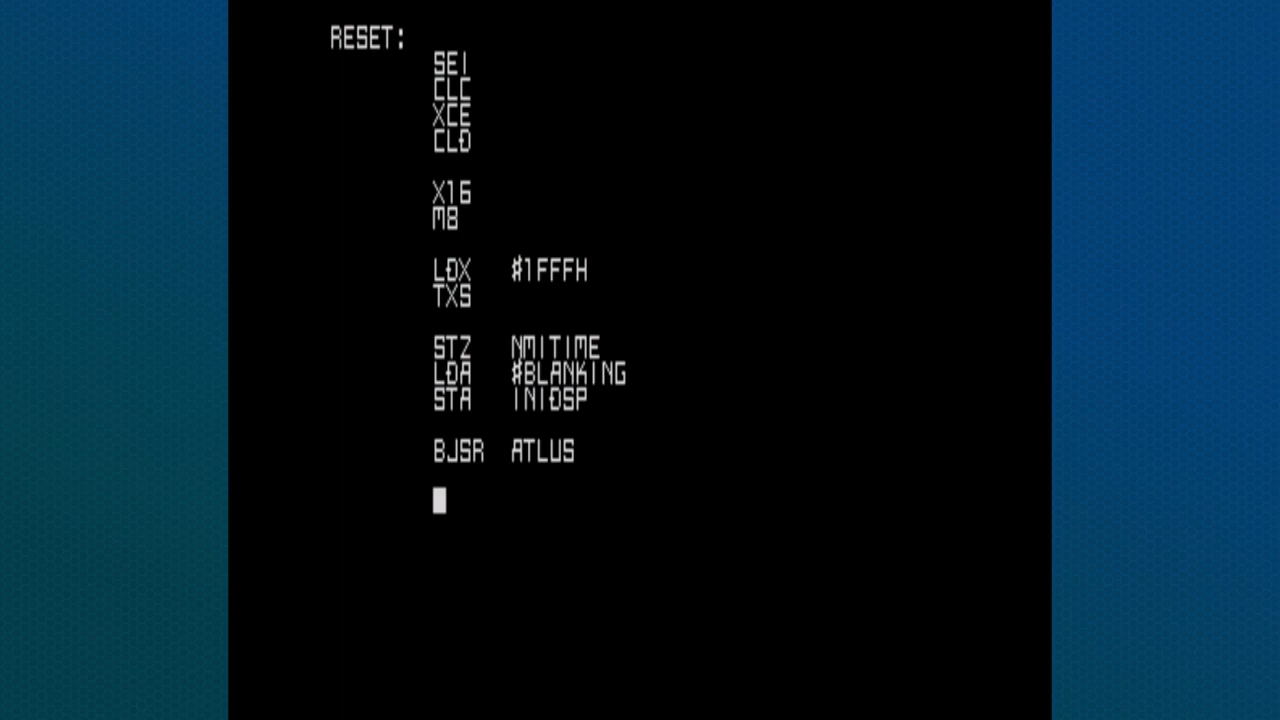 RESET:
SEI
CLC
XCE
CLD
X16
M8
LDX #1FFFH
TXS
STZ NMITIME
LDA #BLANKING
STA INIDSP
BJSR ATLUS